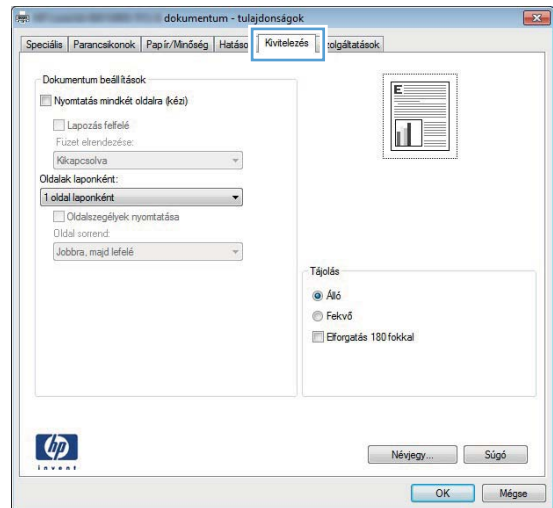 dokumentum - tulajdonságok
Speciális Parancsikonok Papír/Minőség Hatáso Kivitelezés zolgáltatások
Dokumentum beállítások
Nyomtatás mindkét oldalra (kézi)
Lapozás felfelé
Füzet elrendezése:
Kikapcsolva
Oldalak laponként:
1 oldal laponként
Oldalszegélyek nyomtatása
Oldal sorrend:
Jobbra, majd lefelé
E
Tájolás
Álló
Fekvő
Elforgatás 180 fokkal
hp
invent
Névjegy... Súgó
OK Mégse